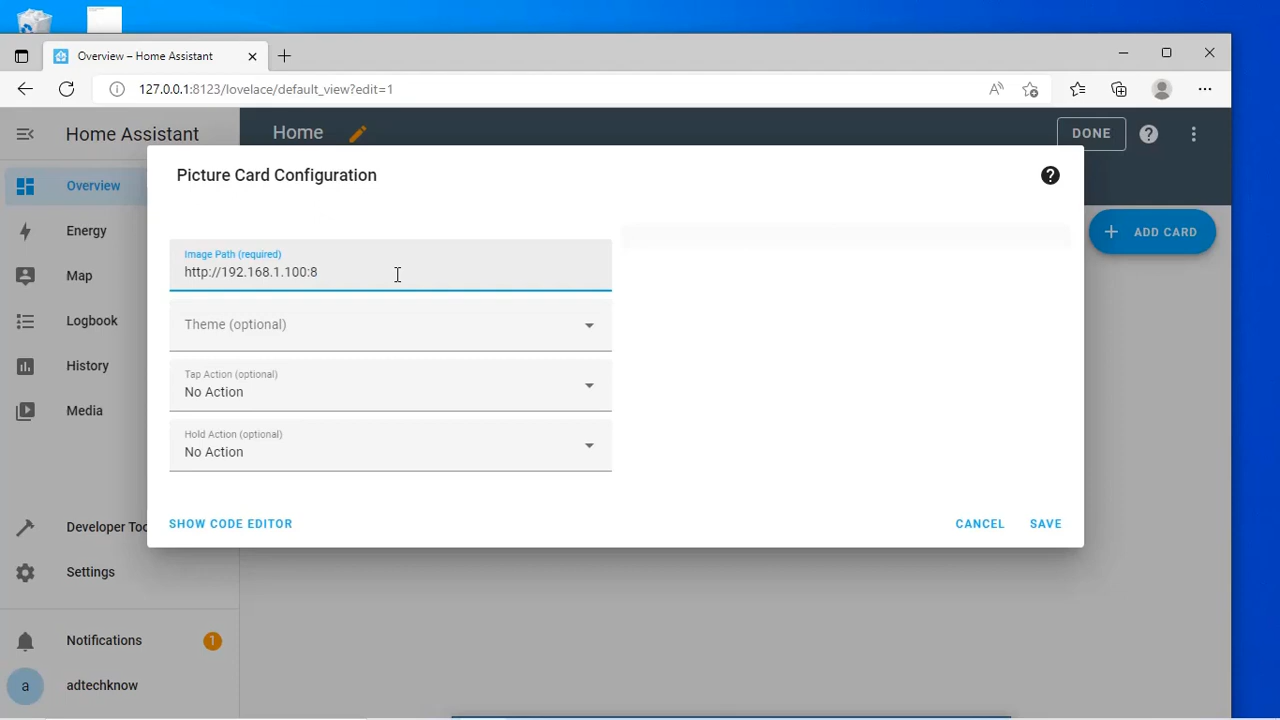 Overview – Home Assistant
127.0.0.1:8123/lovelace/default_view?edit=1
Home Assistant
Home
DONE
Overview
Energy
Map
Logbook
History
Media
Developer Too
Settings
Notifications
1
a
adtechknow
ADD CARD
Picture Card Configuration
Image Path (required)
http://192.168.1.100:8
Theme (optional)
Tap Action (optional)
No Action
Hold Action (optional)
No Action
SHOW CODE EDITOR
CANCEL
SAVE